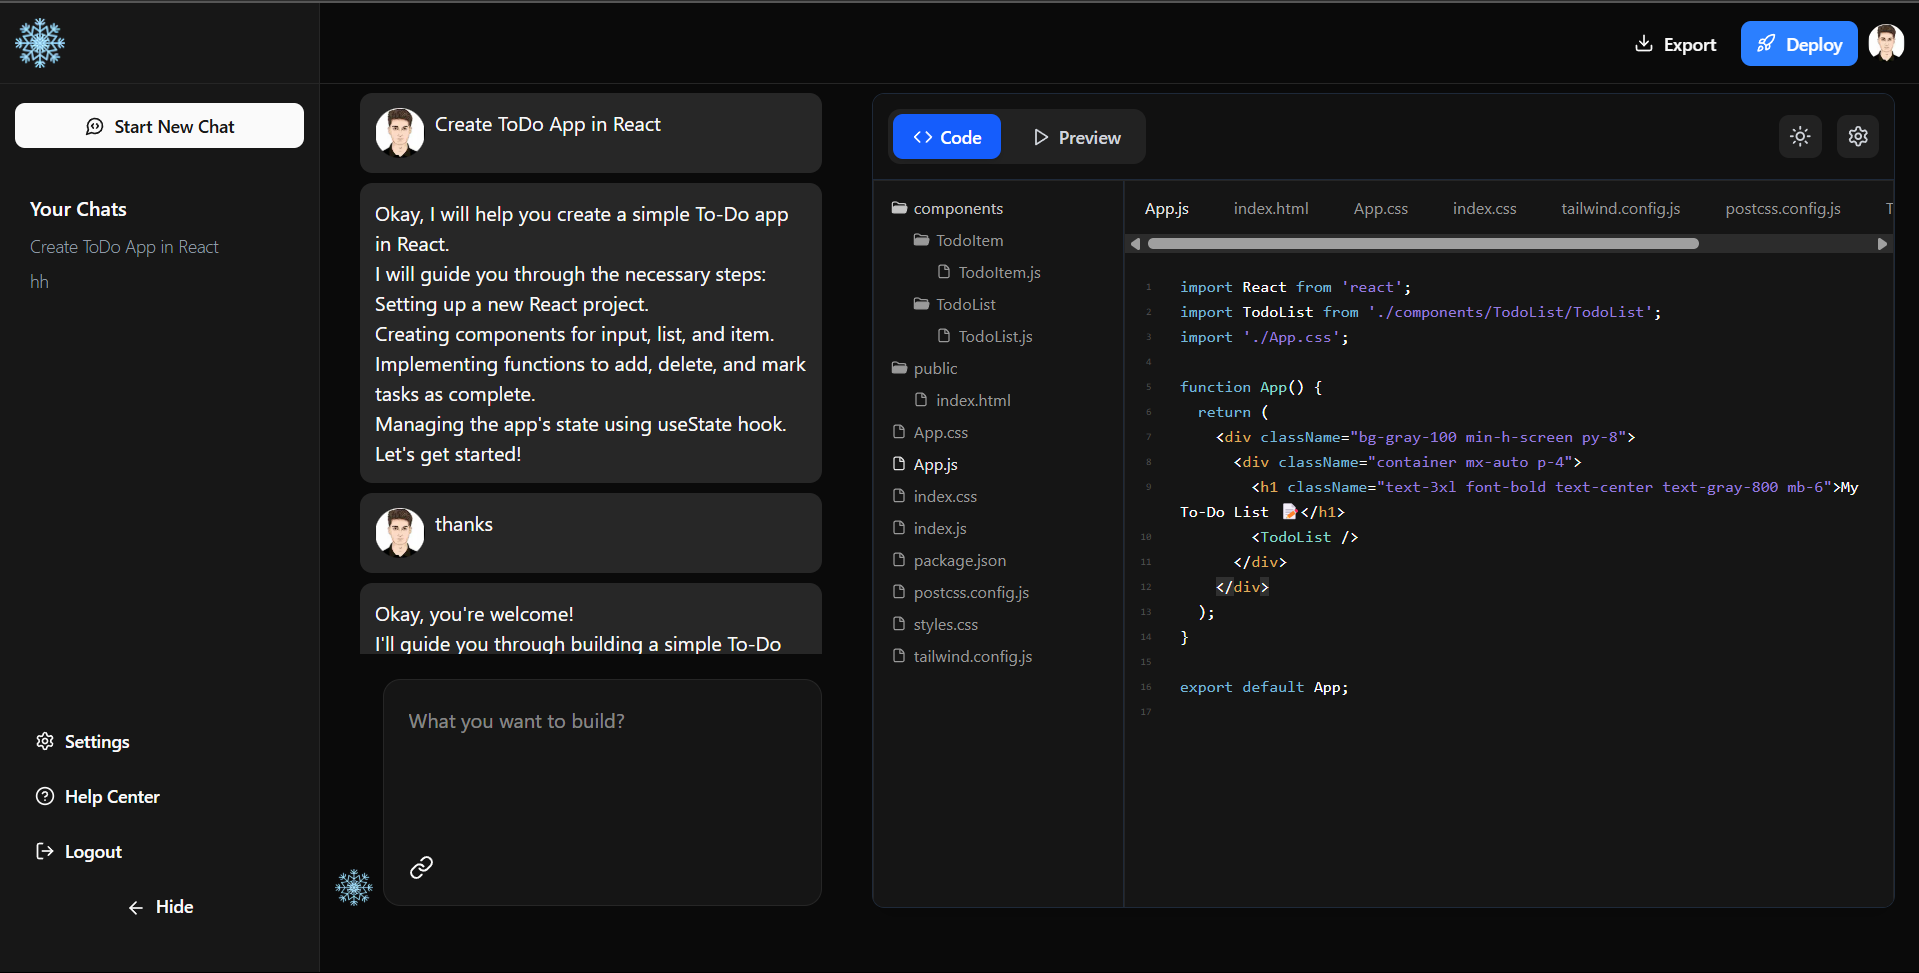 Export
Deploy
Start New Chat
Your Chats
Create ToDo App in React
hh
Settings
Help Center
Logout
Hide
Create ToDo App in React
Okay, I will help you create a simple To-Do app
in React.
I will guide you through the necessary steps:
Setting up a new React project.
Creating components for input, list, and item.
Implementing functions to add, delete, and mark
tasks as complete.
Managing the app's state using useState hook.
Let's get started!
thanks
Okay, you're welcome!
I'll guide you through building a simple To-Do
What you want to build?
Code
Preview
components
TodoItem
TodoItem.js
TodoList
TodoList.js
public
index.html
App.css
App.js
index.css
index.js
package.json
postcss.config.js
styles.css
tailwind.config.js
App.js index.html App.css index.css tailwind.config.js postcss.config.js T
1 import React from 'react';
2 import TodoList from './components/TodoList/TodoList';
3 import './App.css';
4
5 function App() {
6 return (
7 <div className="bg-gray-100 min-h-screen py-8">
8 <div className="container mx-auto p-4">
9 <h1 className="text-3xl font-bold text-center text-gray-800 mb-6">My
To-Do List 📝</h1>
10 <TodoList />
11 </div>
12 </div>
13 );
14 }
15
16 export default App;
17